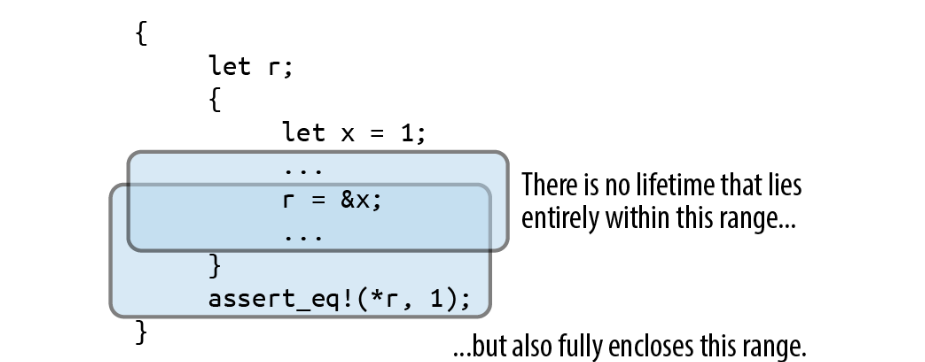 {
let r;
{
let x = 1;
...
r = &x;
...
}
assert_eq!(*r, 1);
}
There is no lifetime that lies
entirely within this range...
...but also fully encloses this range.